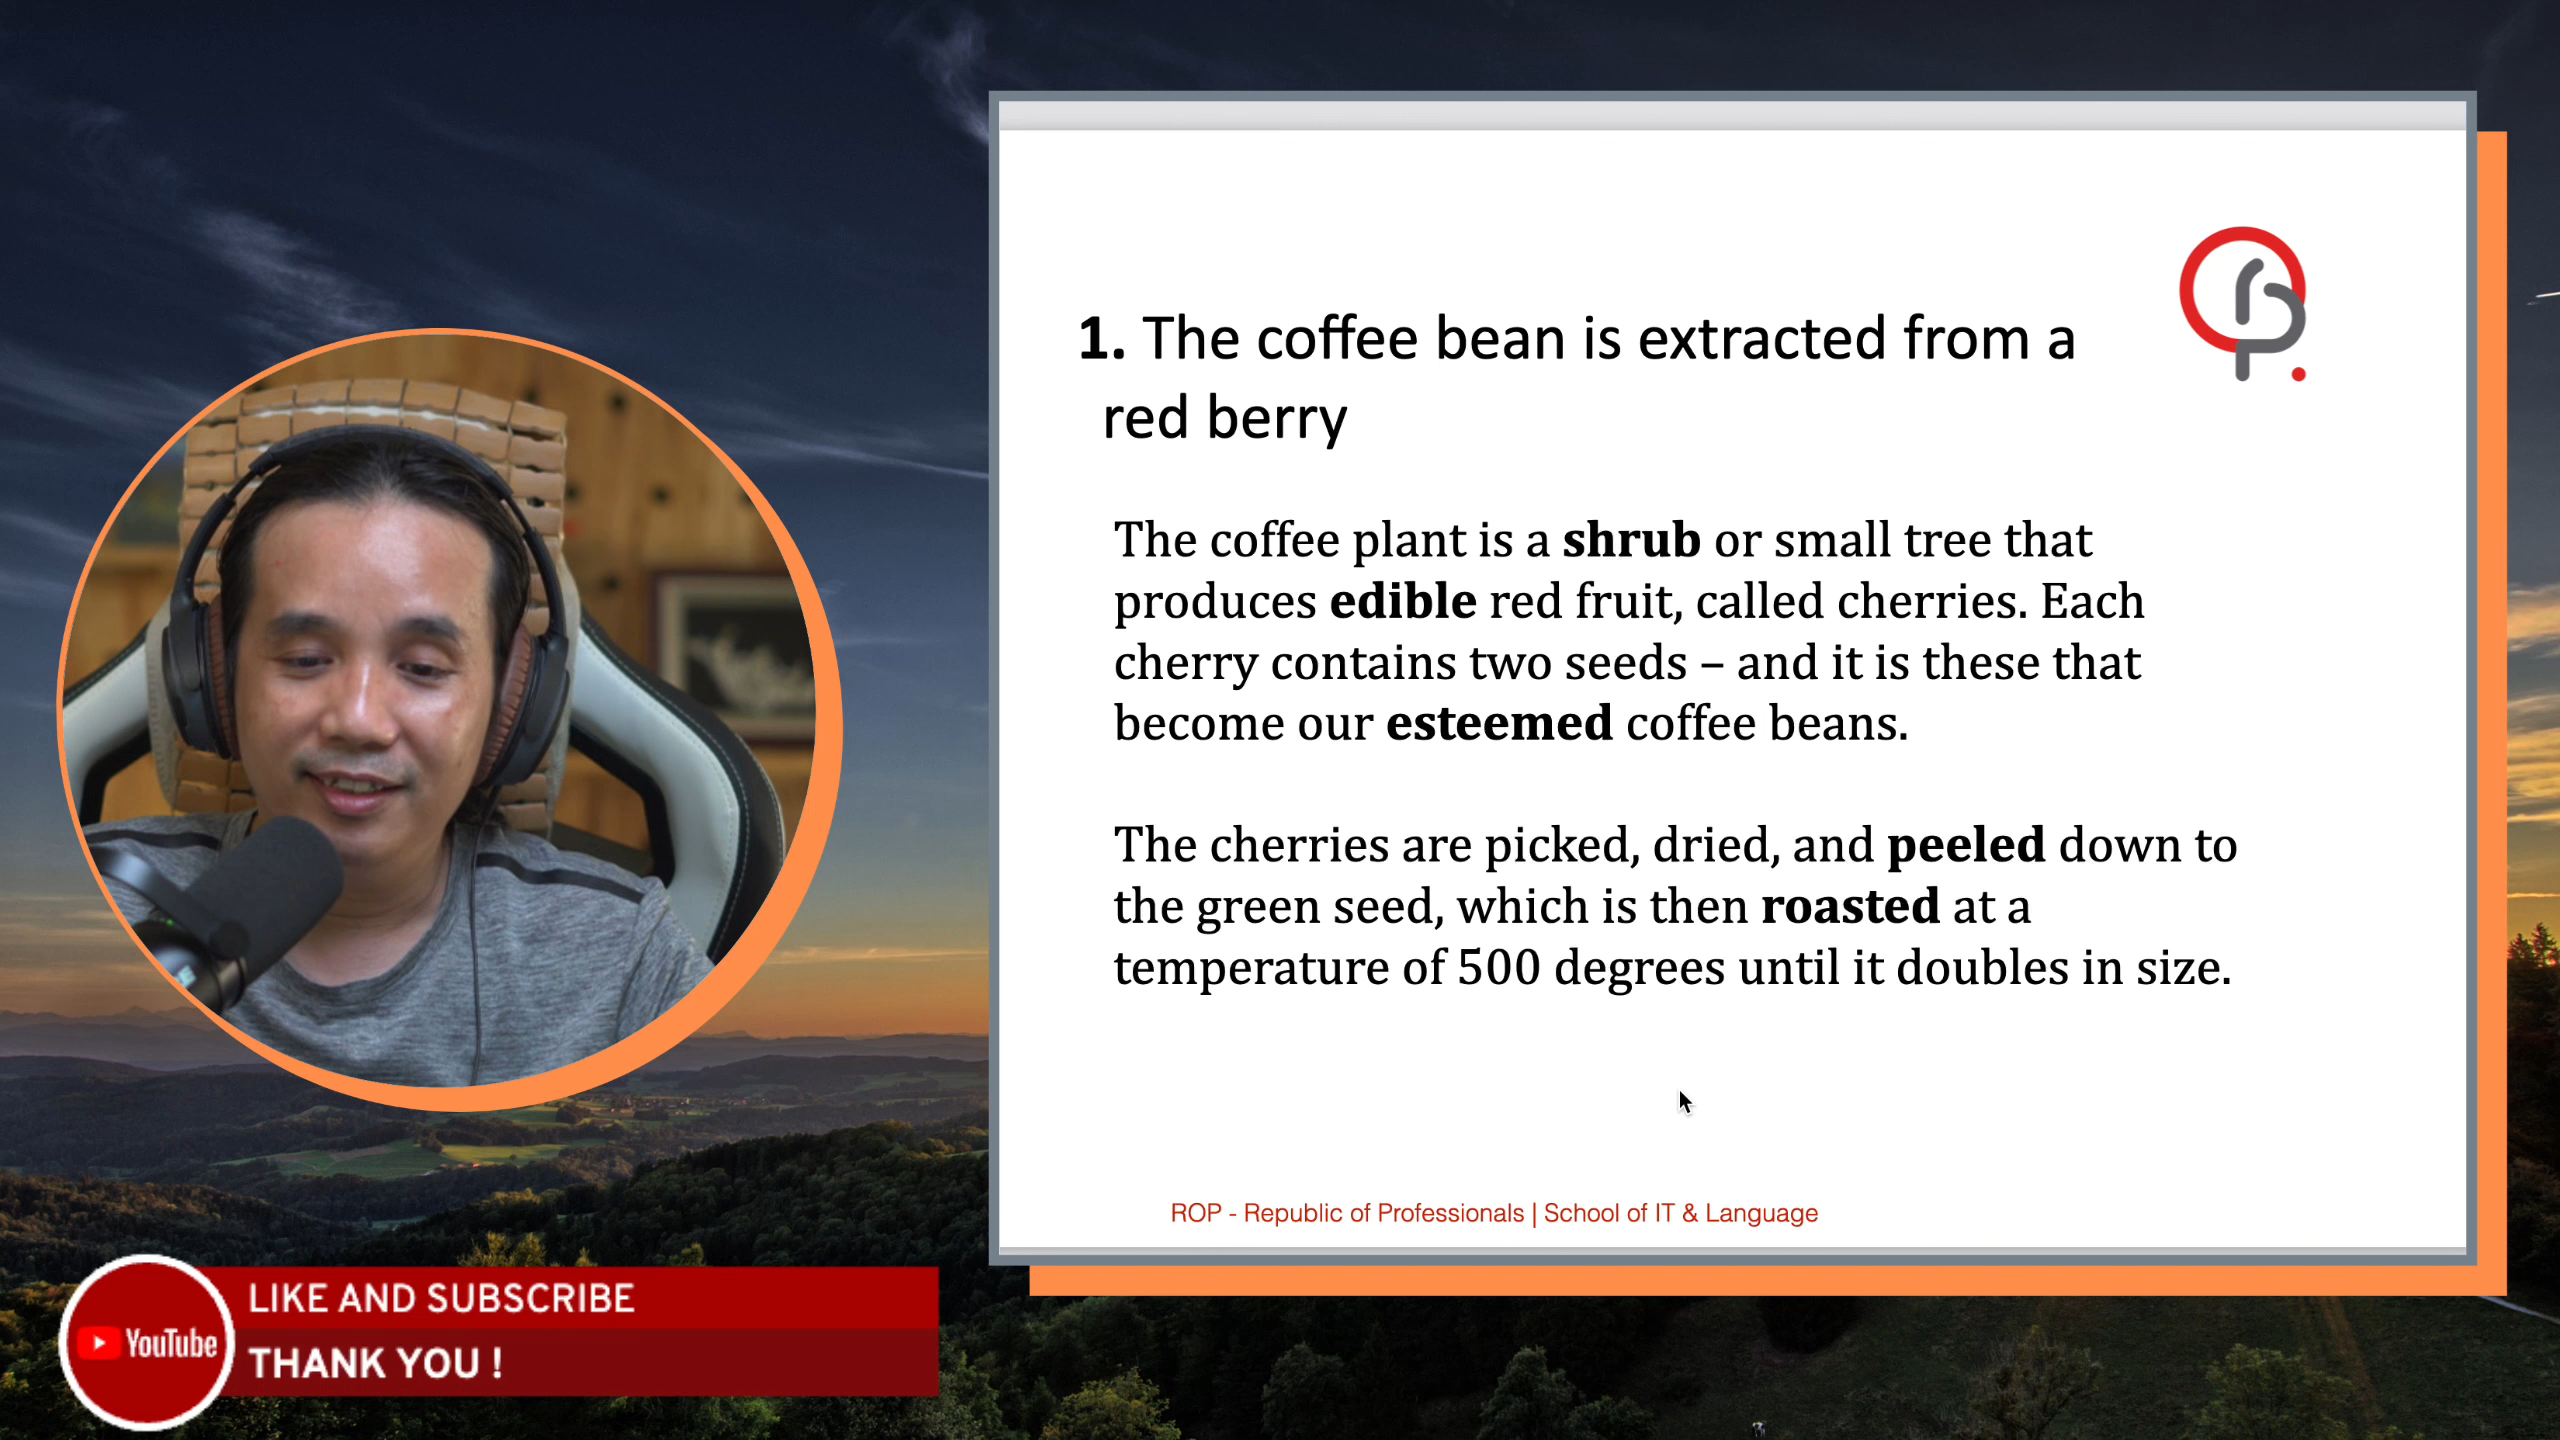 1. The coffee bean is extracted from a
red berry
The coffee plant is a shrub or small tree that
produces edible red fruit, called cherries. Each
cherry contains two seeds – and it is these that
become our esteemed coffee beans.
The cherries are picked, dried, and peeled down to
the green seed, which is then roasted at a
temperature of 500 degrees until it doubles in size.
ROP - Republic of Professionals | School of IT & Language
YouTube
LIKE AND SUBSCRIBE
THANK YOU !